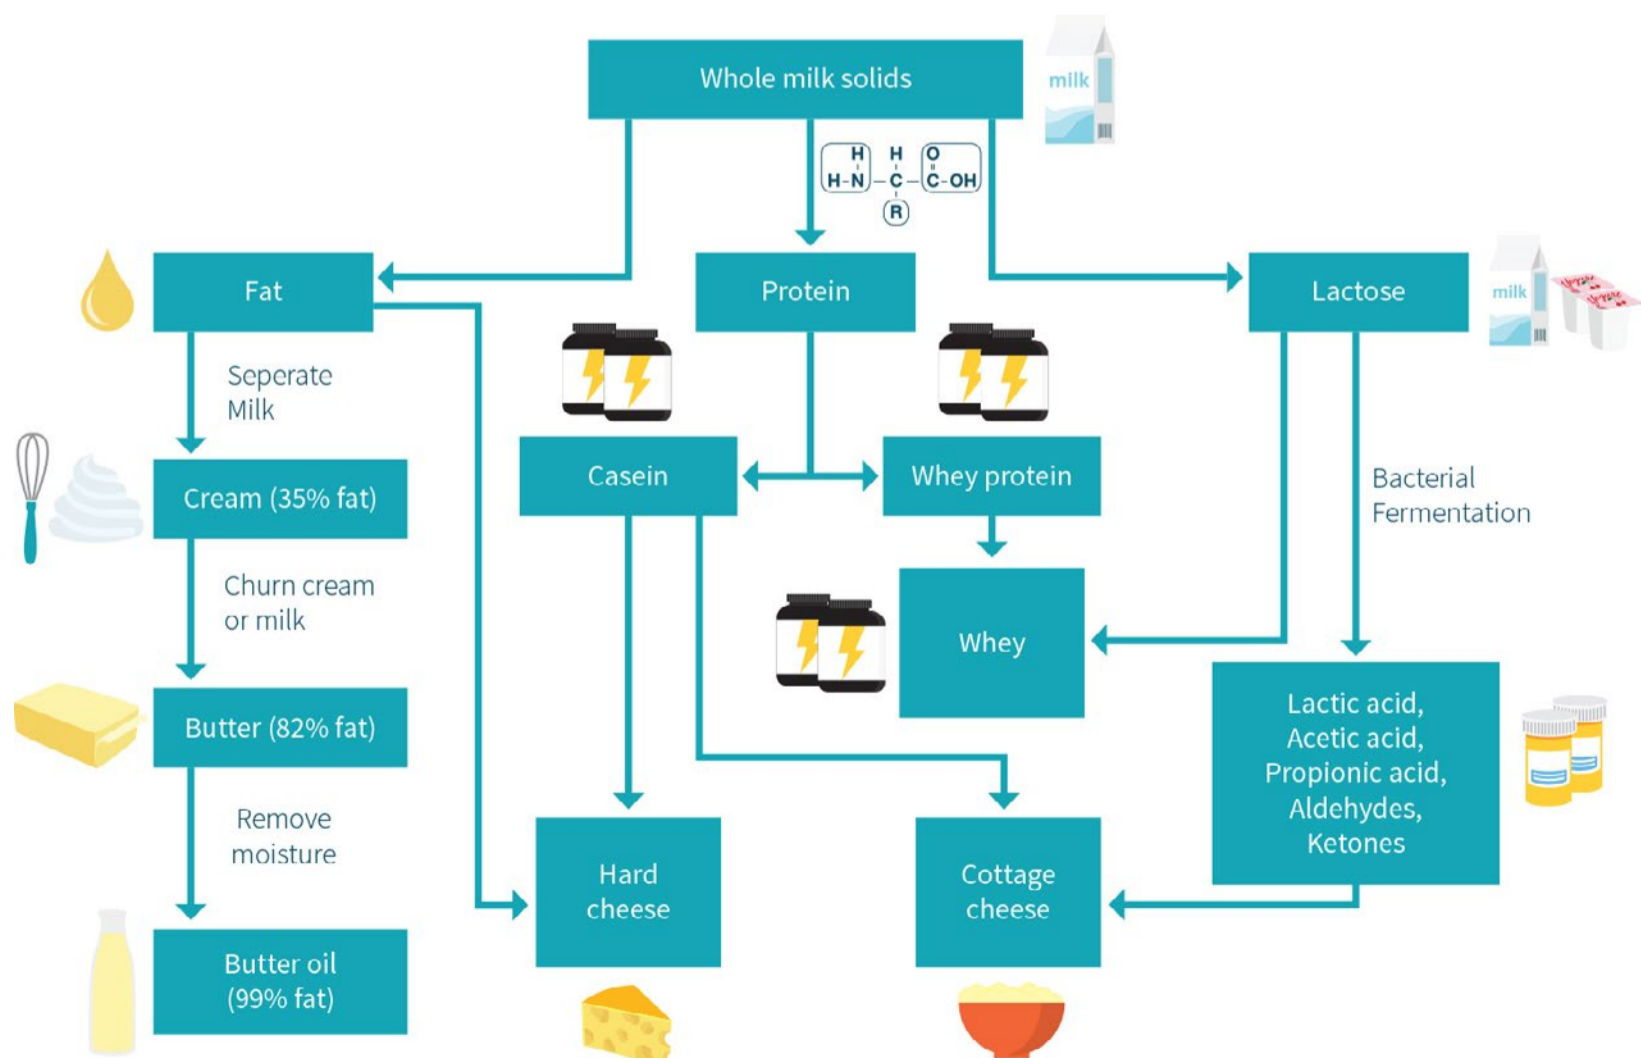 Whole milk solids
milk
H H O
H-N-C-C-OH
R
Fat
Protein
Lactose
milk
Seperate
Milk
Casein
Whey protein
Cream (35% fat)
Bacterial
Fermentation
Churn cream
or milk
Whey
Butter (82% fat)
Lactic acid,
Acetic acid,
Propionic acid,
Aldehydes,
Ketones
Remove
moisture
Hard
cheese
Cottage
cheese
Butter oil
(99% fat)